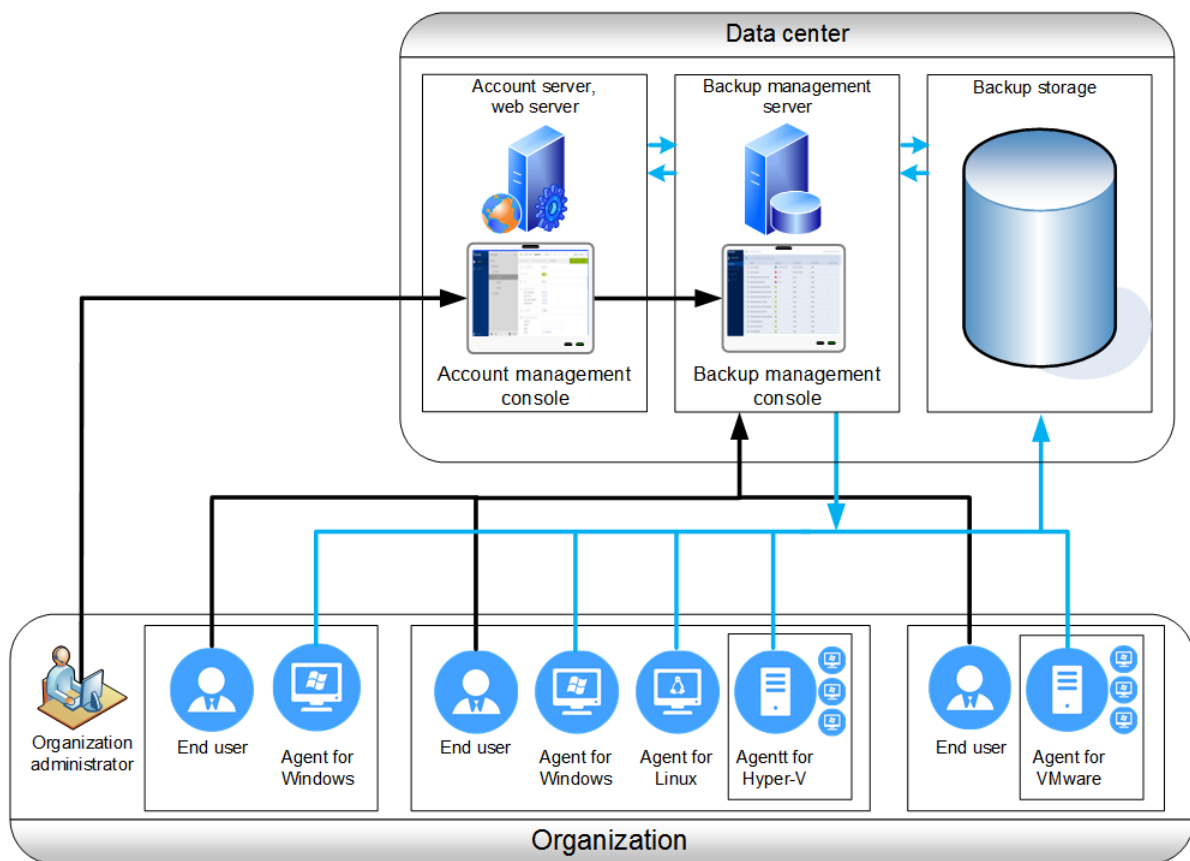 Data center
Account server,
web server
Backup management
server
Backup storage
Account management
console
Backup management
console
Organization
administrator
End user
Agent for
Windows
End user
Agent for
Windows
Agent for
Linux
Agentt for
Hyper-V
End user
Agent for
VMware
Organization